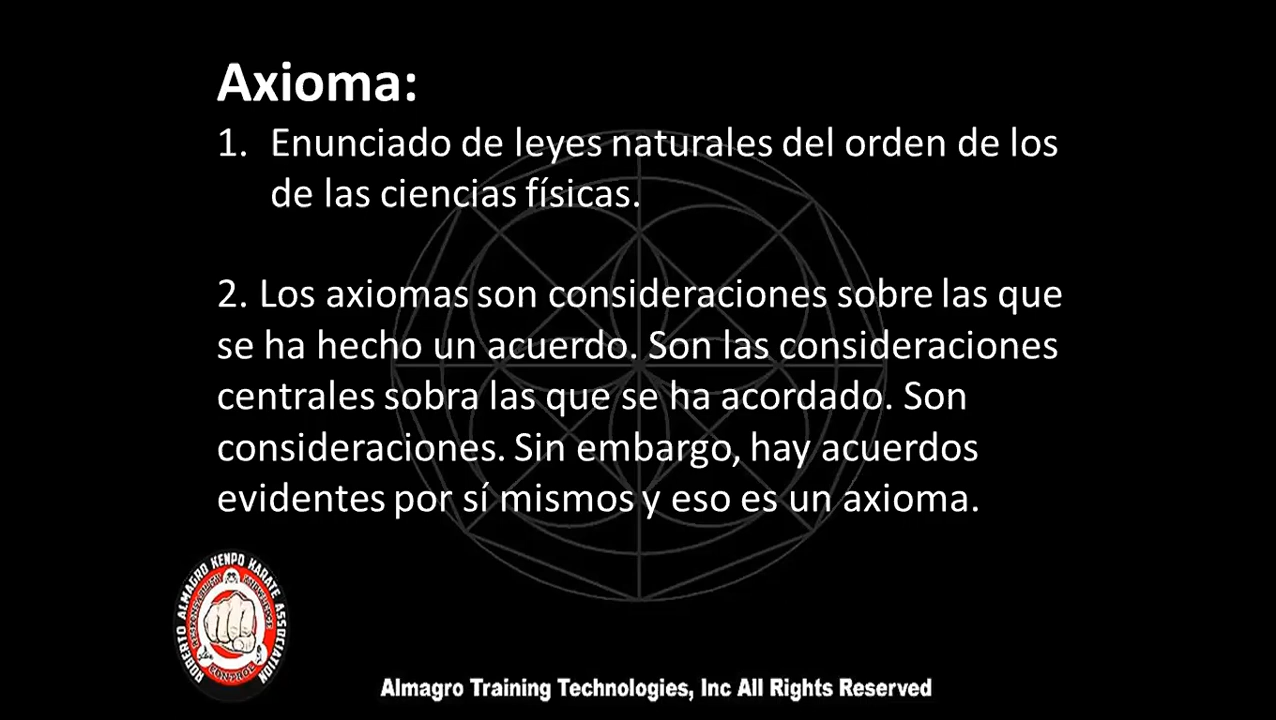 Axioma:
1. Enunciado de leyes naturales del orden de los
de las ciencias físicas.
2. Los axiomas son consideraciones sobre las que
se ha hecho un acuerdo. Son las consideraciones
centrales sobra las que se ha acordado. Son
consideraciones. Sin embargo, hay acuerdos
evidentes por sí mismos y eso es un axioma.
ROBERTO ALMAGRO KENPO KARATE ASSOCIATION
RESPONSABILITY KNOWLEDGE
CONTROL
Almagro Training Technologies, Inc All Rights Reserved